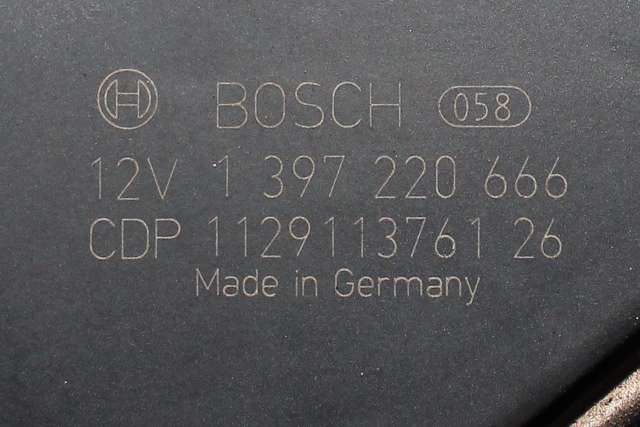 BOSCH 058
12V 1 397 220 666
CDP 1129113761 26
Made in Germany